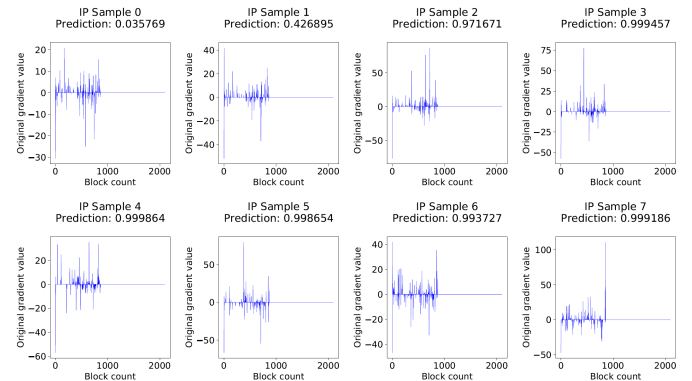 IP Sample 0
Prediction: 0.035769
IP Sample 1
Prediction: 0.426895
IP Sample 2
Prediction: 0.971671
IP Sample 3
Prediction: 0.999457
Original gradient value
20
10
0
−10
−20
−30
0
1000
2000
Block count
Original gradient value
40
20
0
−20
−40
0
1000
2000
Block count
Original gradient value
50
0
−50
0
1000
2000
Block count
Original gradient value
75
50
25
0
−25
−50
0
1000
2000
Block count
IP Sample 4
Prediction: 0.999864
IP Sample 5
Prediction: 0.998654
IP Sample 6
Prediction: 0.993727
IP Sample 7
Prediction: 0.999186
Original gradient value
20
0
−20
−40
−60
0
1000
2000
Block count
Original gradient value
50
0
−50
0
1000
2000
Block count
Original gradient value
40
20
0
−20
−40
0
1000
2000
Block count
Original gradient value
100
50
0
−50
0
1000
2000
Block count